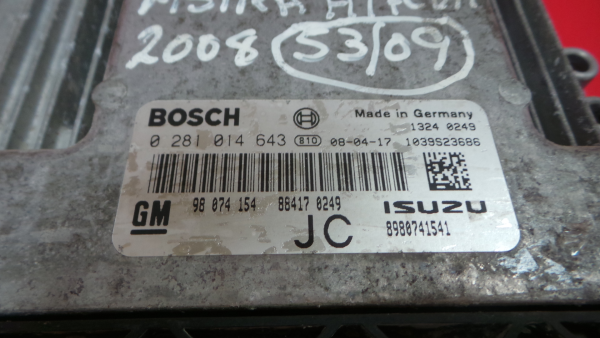 2008 53/09
BOSCH Made in Germany
1324 0249
0 281 014 643 810 08-04-17 1039S23686
GM 98 074 154 88417 0249 ISUZU
JC 8980741541